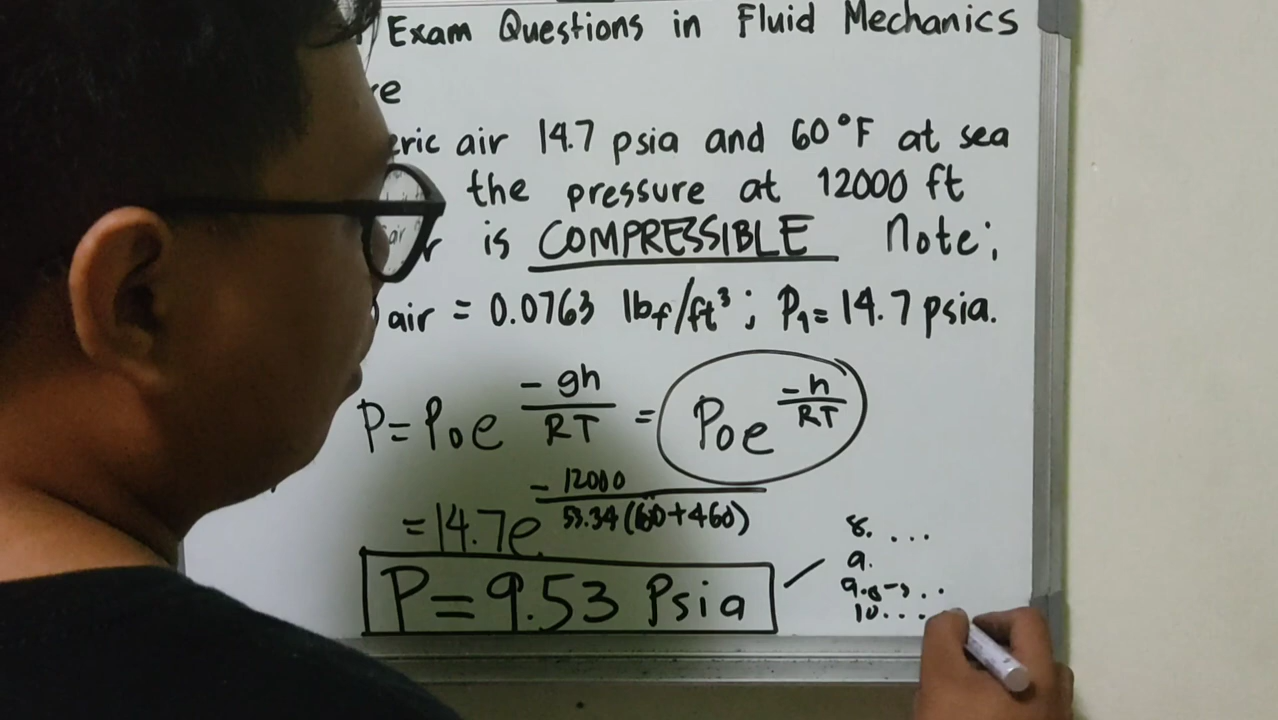 Exam Questions in Fluid Mechanics
re
eric air 14.7 psia and 60°F at sea
the pressure at 12000 ft
r is COMPRESSIBLE Note;
air = 0.0763 lbf/ft³; P1 = 14.7 psia.
P = Poe^(-gh/RT) = Poe^(-h/RT)
= 14.7e^(-12000/53.34(60+460))
P = 9.53 Psia
8. ...
9.
10....